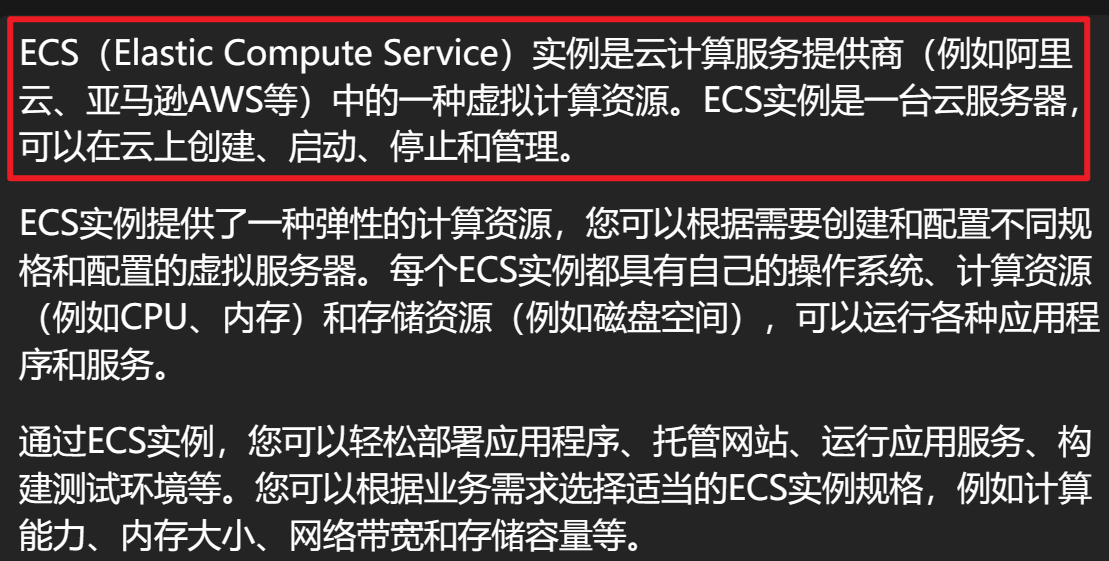 ECS（Elastic Compute Service）实例是云计算服务提供商（例如阿里
云、亚马逊AWS等）中的一种虚拟计算资源。ECS实例是一台云服务器，
可以在云上创建、启动、停止和管理。
ECS实例提供了一种弹性的计算资源，您可以根据需要创建和配置不同规
格和配置的虚拟服务器。每个ECS实例都具有自己的操作系统、计算资源
（例如CPU、内存）和存储资源（例如磁盘空间），可以运行各种应用程
序和服务。
通过ECS实例，您可以轻松部署应用程序、托管网站、运行应用服务、构
建测试环境等。您可以根据业务需求选择适当的ECS实例规格，例如计算
能力、内存大小、网络带宽和存储容量等。